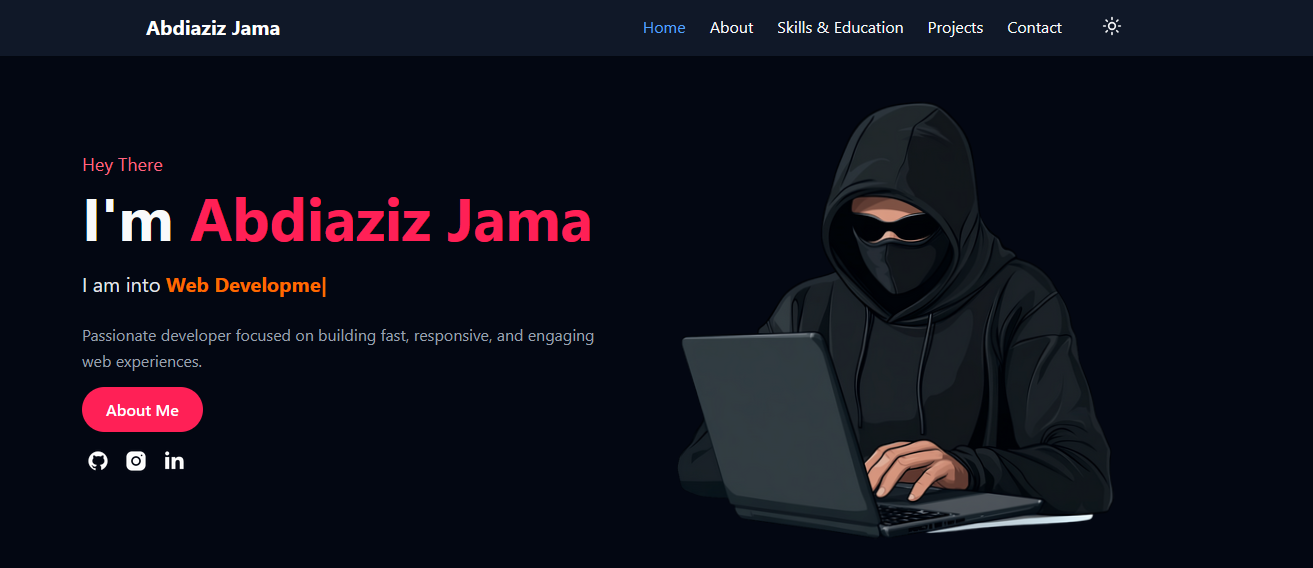 Abdiaziz Jama
Home About Skills & Education Projects Contact
Hey There
I'm Abdiaziz Jama
I am into Web Developme|
Passionate developer focused on building fast, responsive, and engaging
web experiences.
About Me